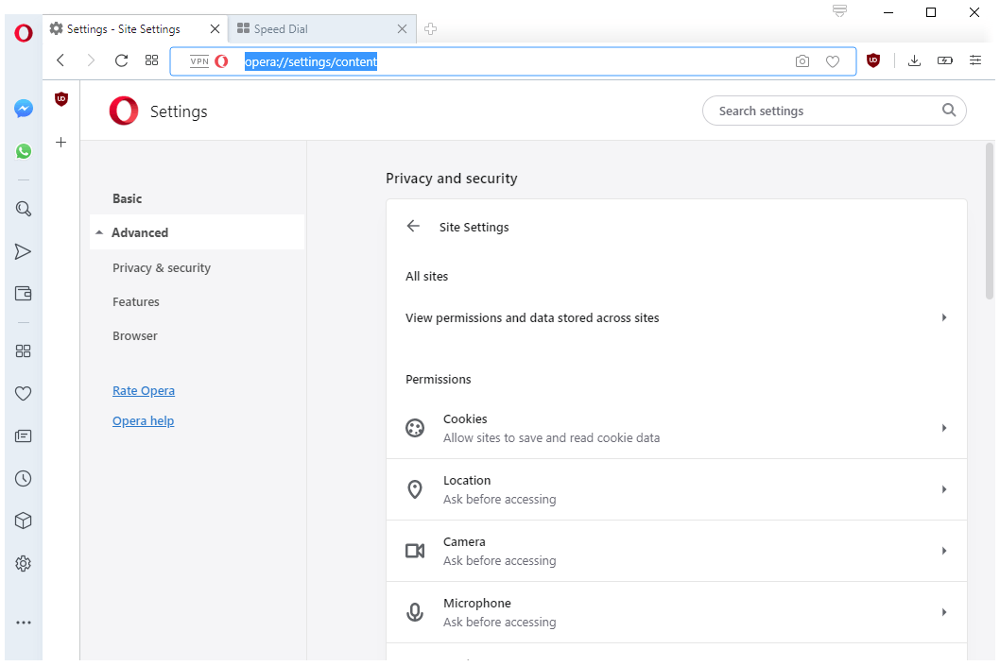 Settings - Site Settings
Speed Dial
VPN
opera://settings/content
Settings
Search settings
Basic
Advanced
Privacy & security
Features
Browser
Rate Opera
Opera help
Privacy and security
Site Settings
All sites
View permissions and data stored across sites
Permissions
Cookies
Allow sites to save and read cookie data
Location
Ask before accessing
Camera
Ask before accessing
Microphone
Ask before accessing